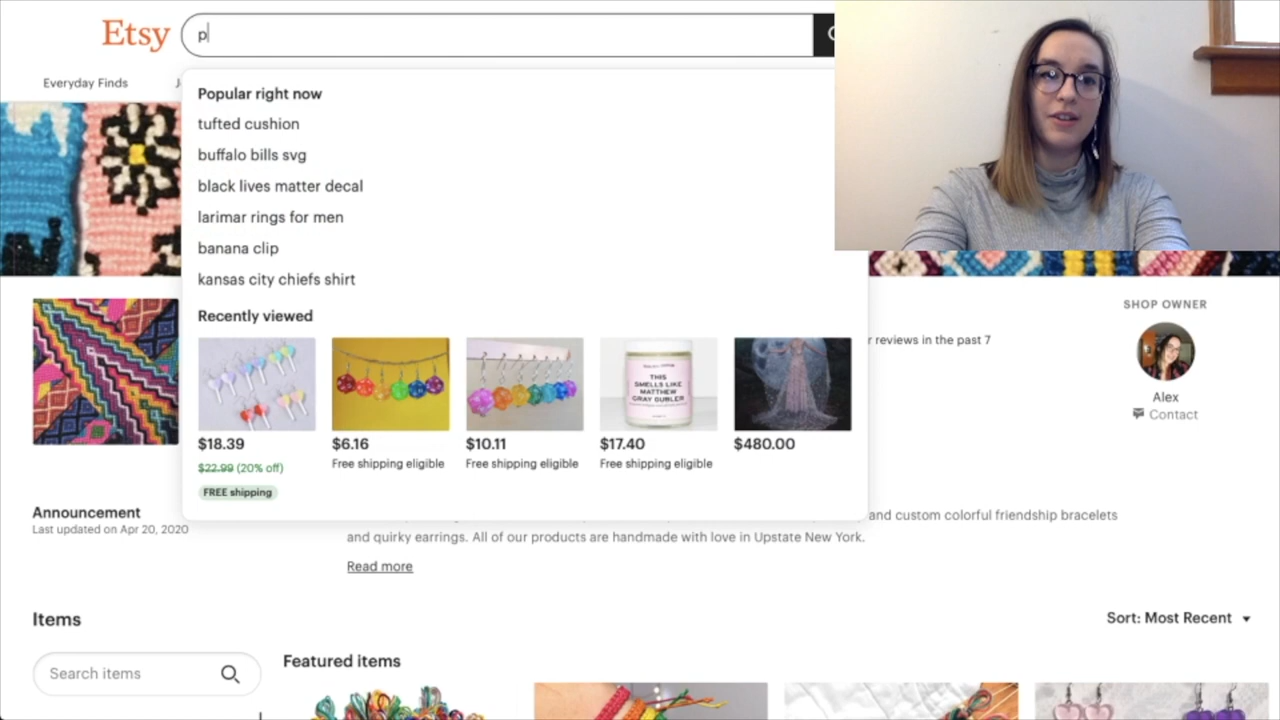 Etsy
p
Everyday Finds
Popular right now
tufted cushion
buffalo bills svg
black lives matter decal
larimar rings for men
banana clip
kansas city chiefs shirt
Recently viewed
THIS
SMELLS LIKE
MATTHEW
GRAY GUBLER
$18.39
$6.16
$10.11
$17.40
$480.00
$22.99 (20% off)
Free shipping eligible
Free shipping eligible
Free shipping eligible
FREE shipping
SHOP OWNER
r reviews in the past 7
Alex
Contact
Announcement
Last updated on Apr 20, 2020
and custom colorful friendship bracelets
and quirky earrings. All of our products are handmade with love in Upstate New York.
Read more
Items
Sort: Most Recent
Search items
Featured items